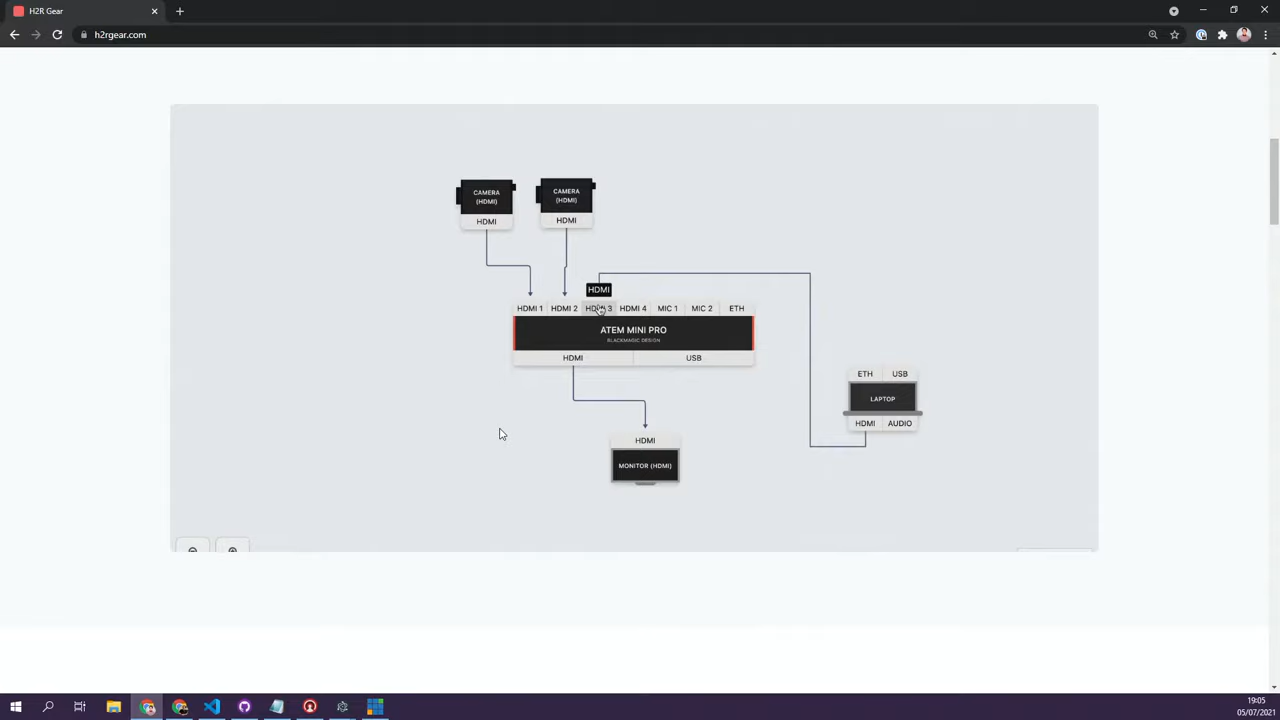 H2R Gear
h2rgear.com
CAMERA
(HDMI)
HDMI
CAMERA
(HDMI)
HDMI
HDMI
HDMI 1
HDMI 2
HDMI 3
HDMI 4
MIC 1
MIC 2
ETH
ATEM MINI PRO
BLACKMAGIC DESIGN
HDMI
USB
ETH
USB
LAPTOP
HDMI
AUDIO
HDMI
MONITOR (HDMI)
19:05
05/07/2021